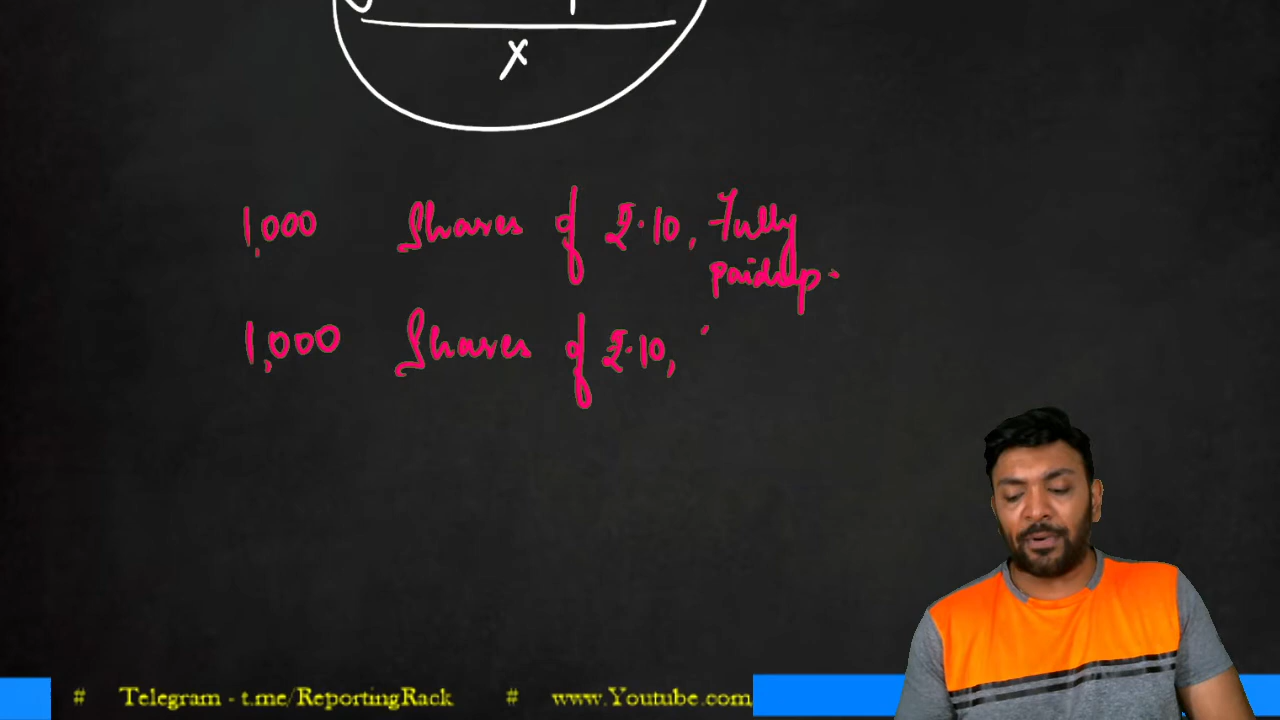 x
1,000 Shares of ₹.10, Fully
paidup.
1,000 Shares of ₹.10,
# Telegram - t.me/ReportingRack # www.Youtube.com